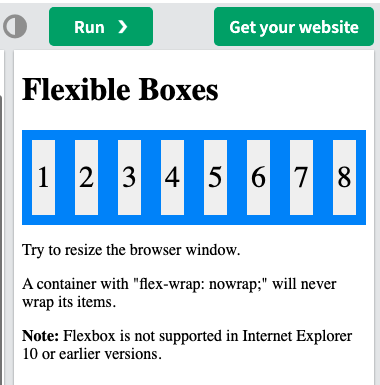 Run ❯ Get your website
Flexible Boxes
1 2 3 4 5 6 7 8
Try to resize the browser window.
A container with "flex-wrap: nowrap;" will never
wrap its items.
Note: Flexbox is not supported in Internet Explorer
10 or earlier versions.